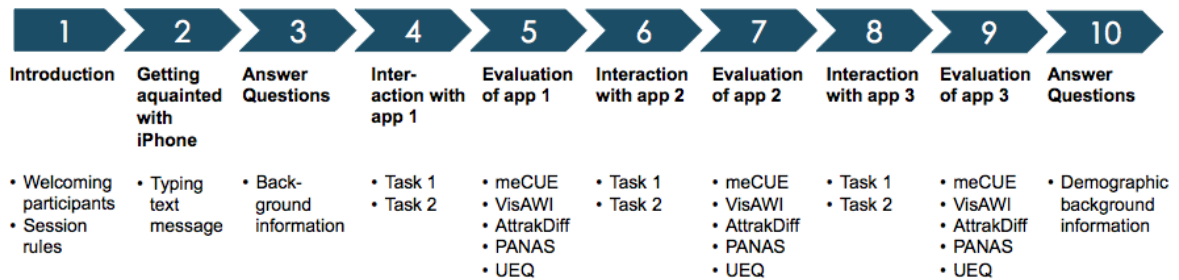 1
2
3
4
5
6
7
8
9
10
Introduction
Getting
aquainted
with
iPhone
Answer
Questions
Inter-
action with
app 1
Evaluation
of app 1
Interaction
with app 2
Evaluation
of app 2
Interaction
with app 3
Evaluation
of app 3
Answer
Questions
• Welcoming
participants
• Session
rules
• Typing
text
message
• Back-
ground
information
• Task 1
• Task 2
• meCUE
• VisAWI
• AttrakDiff
• PANAS
• UEQ
• Task 1
• Task 2
• meCUE
• VisAWI
• AttrakDiff
• PANAS
• UEQ
• Task 1
• Task 2
• meCUE
• VisAWI
• AttrakDiff
• PANAS
• UEQ
• Demographic
background
information